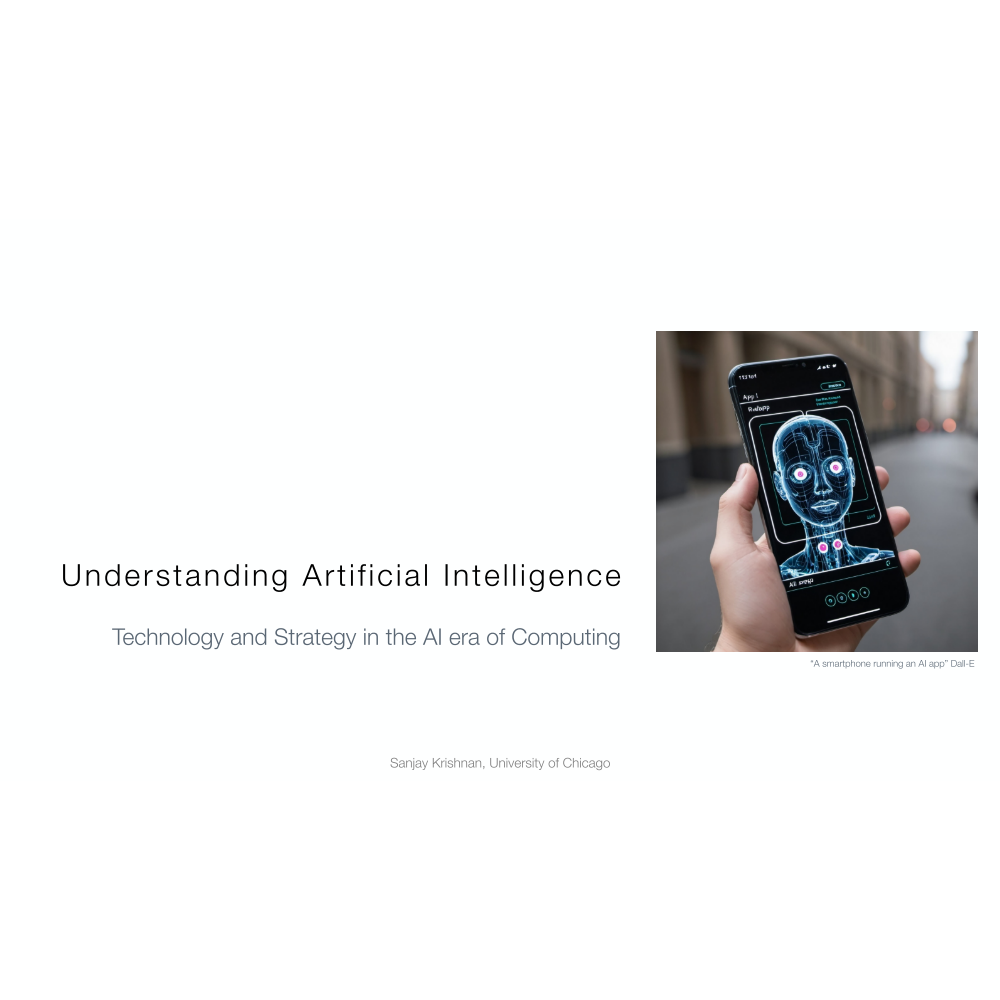 Understanding Artificial Intelligence
Technology and Strategy in the AI era of Computing
App
"A smartphone running an AI app" Dall-E
Sanjay Krishnan, University of Chicago